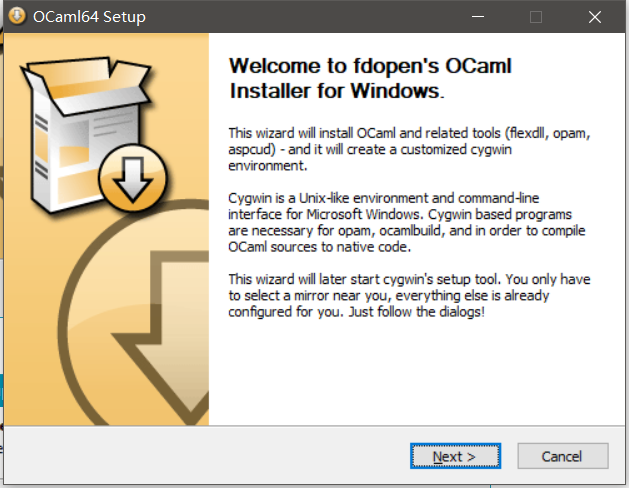 OCaml64 Setup
Welcome to fdopen's OCaml
Installer for Windows.
This wizard will install OCaml and related tools (flexdll, opam,
aspcud) - and it will create a customized cygwin
environment.
Cygwin is a Unix-like environment and command-line
interface for Microsoft Windows. Cygwin based programs
are necessary for opam, ocamlbuild, and in order to compile
OCaml sources to native code.
This wizard will later start cygwin's setup tool. You only have
to select a mirror near you, everything else is already
configured for you. Just follow the dialogs!
Next >
Cancel